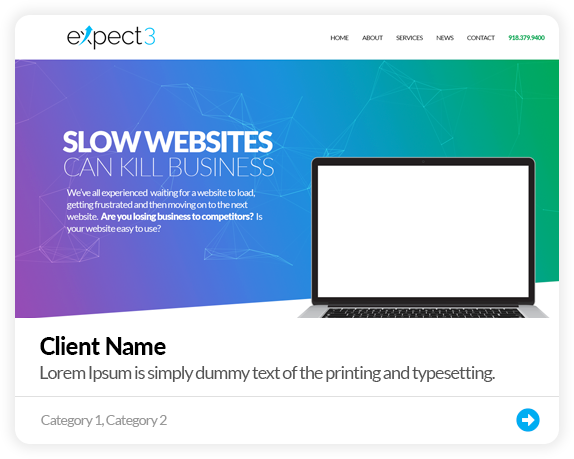 expect3
HOME ABOUT SERVICES NEWS CONTACT 918.379.9400
SLOW WEBSITES
CAN KILL BUSINESS
We've all experienced waiting for a website to load,
getting frustrated and then moving on to the next
website. Are you losing business to competitors? Is
your website easy to use?
Client Name
Lorem Ipsum is simply dummy text of the printing and typesetting.
Category 1, Category 2